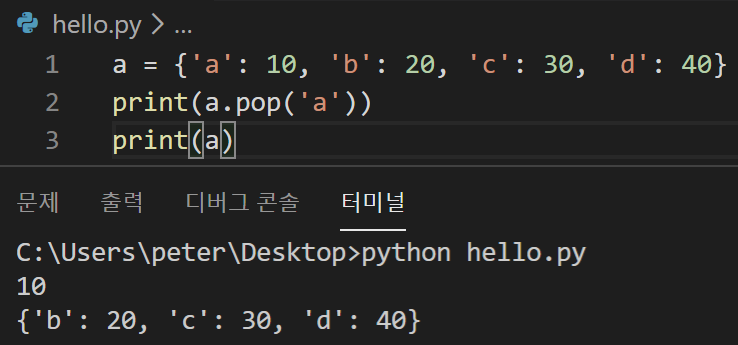 hello.py > ...
1 a = {'a': 10, 'b': 20, 'c': 30, 'd': 40}
2 print(a.pop('a'))
3 print(a)
문제 출력 디버그 콘솔 터미널
C:\Users\peter\Desktop>python hello.py
10
{'b': 20, 'c': 30, 'd': 40}